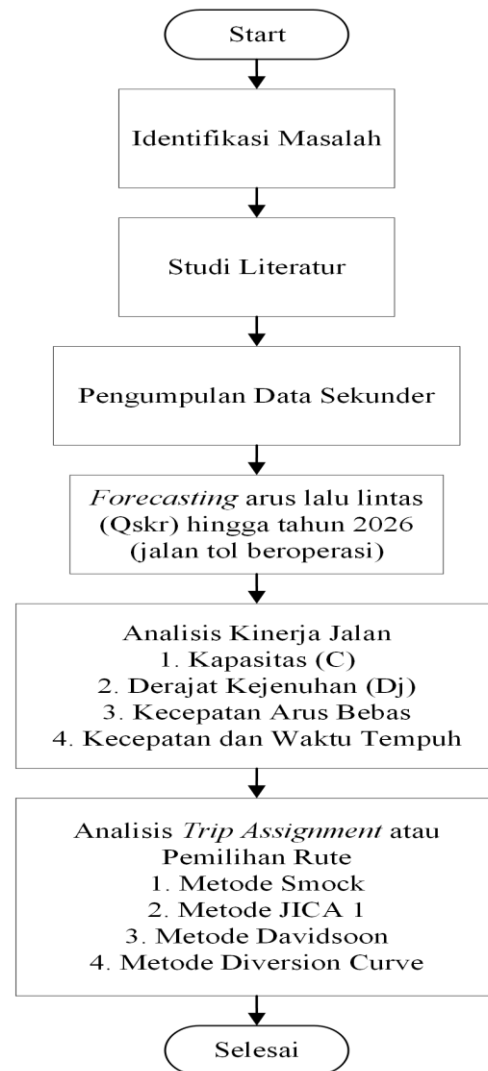 Start
Identifikasi Masalah
Studi Literatur
Pengumpulan Data Sekunder
Forecasting arus lalu lintas
(Qskr) hingga tahun 2026
(jalan tol beroperasi)
Analisis Kinerja Jalan
1. Kapasitas (C)
2. Derajat Kejenuhan (Dj)
3. Kecepatan Arus Bebas
4. Kecepatan dan Waktu Tempuh
Analisis Trip Assignment atau
Pemilihan Rute
1. Metode Smock
2. Metode JICA 1
3. Metode Davidsoon
4. Metode Diversion Curve
Selesai